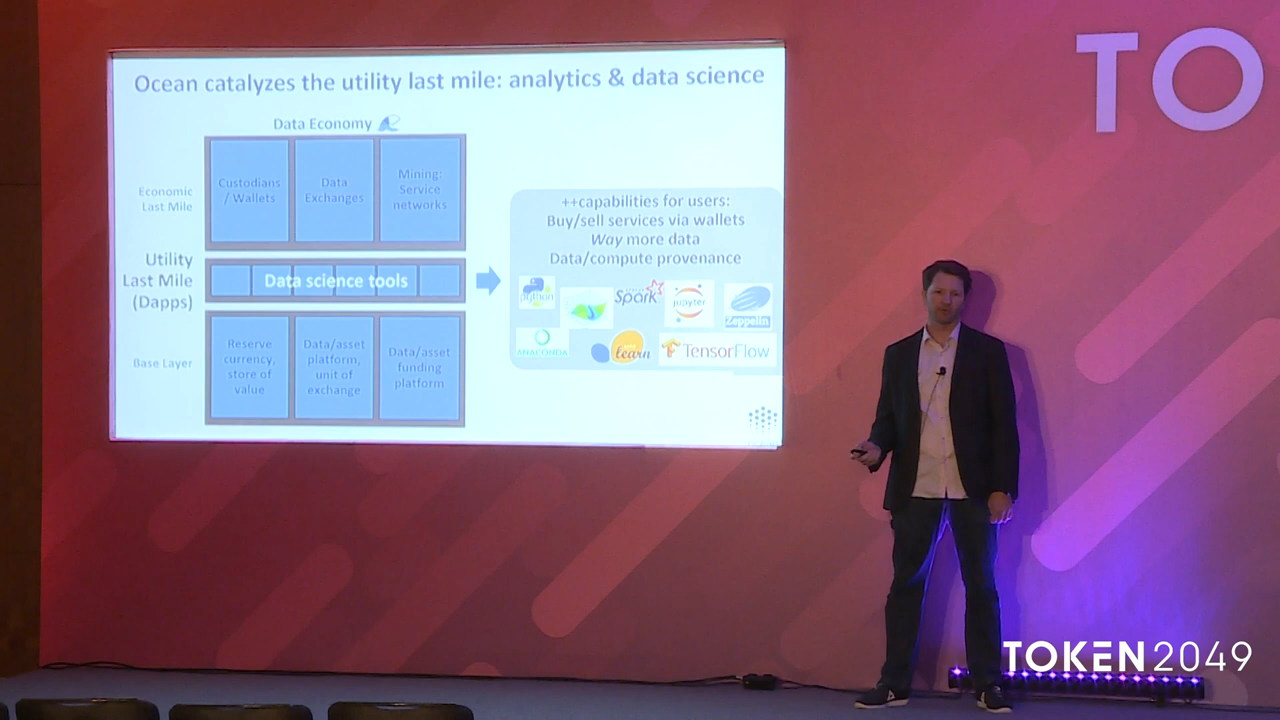 TO
Ocean catalyzes the utility last mile: analytics & data science
Data Economy
Economic
Last Mile
Custodians
/ Wallets
Data
Exchanges
Mining:
Service
networks
Utility
Last Mile
(Dapps)
Data science tools
Base Layer
Reserve
currency,
store of
value
Data/asset
platform,
unit of
exchange
Data/asset
funding
platform
++capabilities for users:
Buy/sell services via wallets
Way more data
Data/compute provenance
python
Spark
jupyter
Zeppelin
ANACONDA
learn
TensorFlow
TOKEN2049